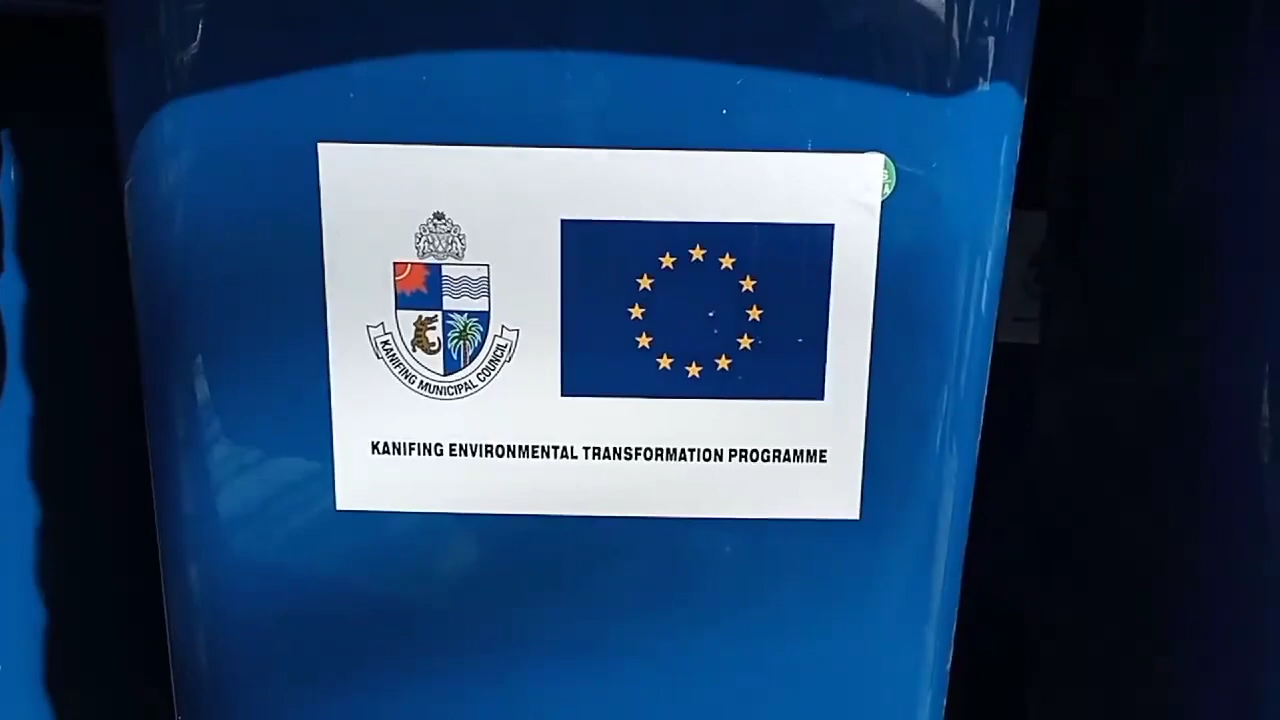 KANIFING MUNICIPAL COUNCIL
KANIFING ENVIRONMENTAL TRANSFORMATION PROGRAMME